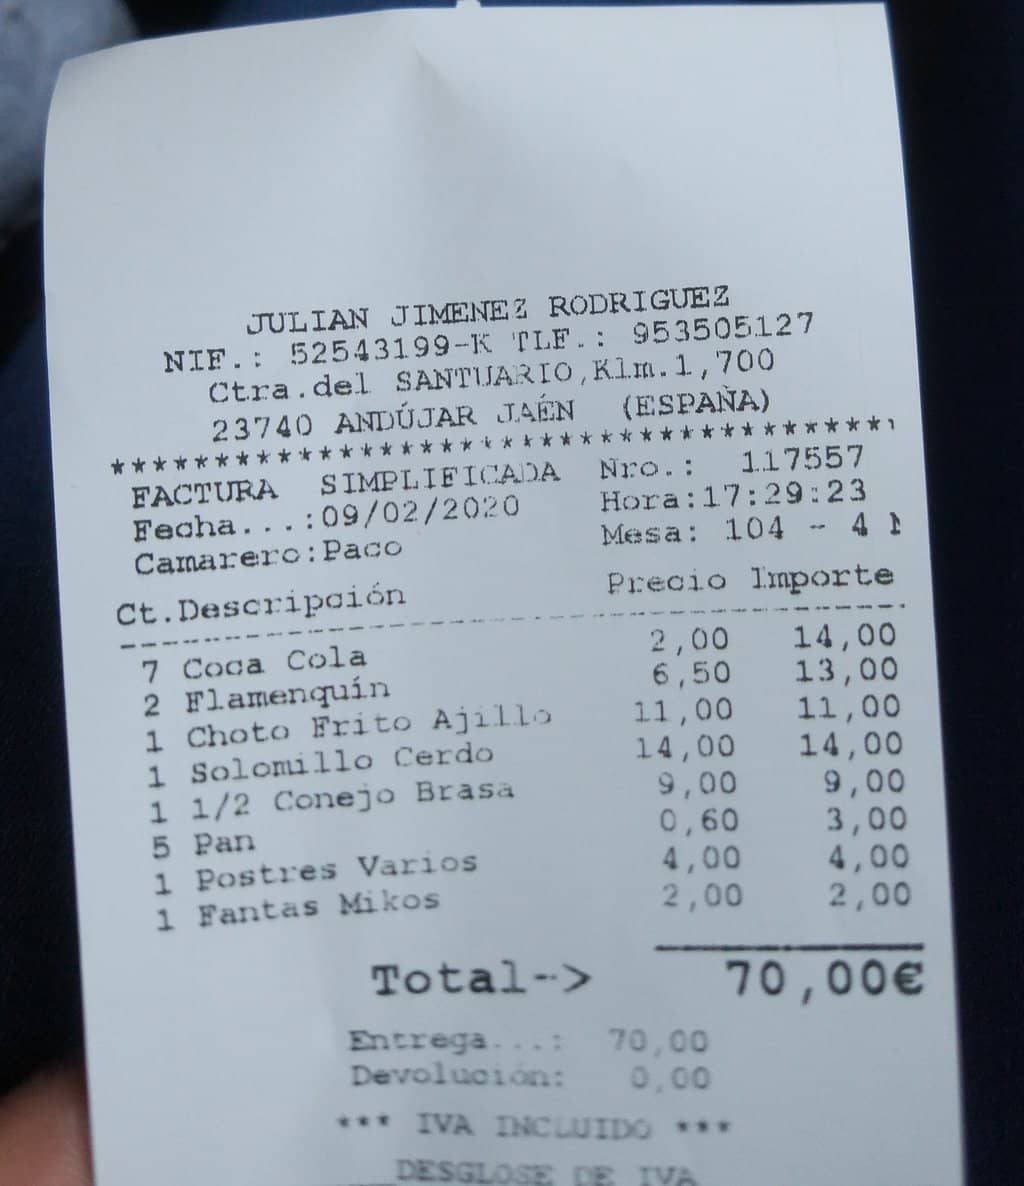 JULIAN JIMENEZ RODRIGUEZ
NIF.: 52543199-K TLF.: 953505127
Ctra.del SANTUARIO,Klm.1,700
23740 ANDÚJAR JAÉN (ESPAÑA)
****************************************
FACTURA SIMPLIFICADA Nro.: 117557
Fecha...:09/02/2020 Hora:17:29:23
Camarero:Paco Mesa: 104 - 4
Ct.Descripción Precio Importe
7 Coca Cola 2,00 14,00
2 Flamenquín 6,50 13,00
1 Choto Frito Ajillo 11,00 11,00
1 Solomillo Cerdo 14,00 14,00
1 1/2 Conejo Brasa 9,00 9,00
5 Pan 0,60 3,00
1 Postres Varios 4,00 4,00
1 Fantas Mikos 2,00 2,00
Total--> 70,00€
Entrega...: 70,00
Devolución: 0,00
*** IVA INCLUIDO ***
DESGLOSE DE IVA